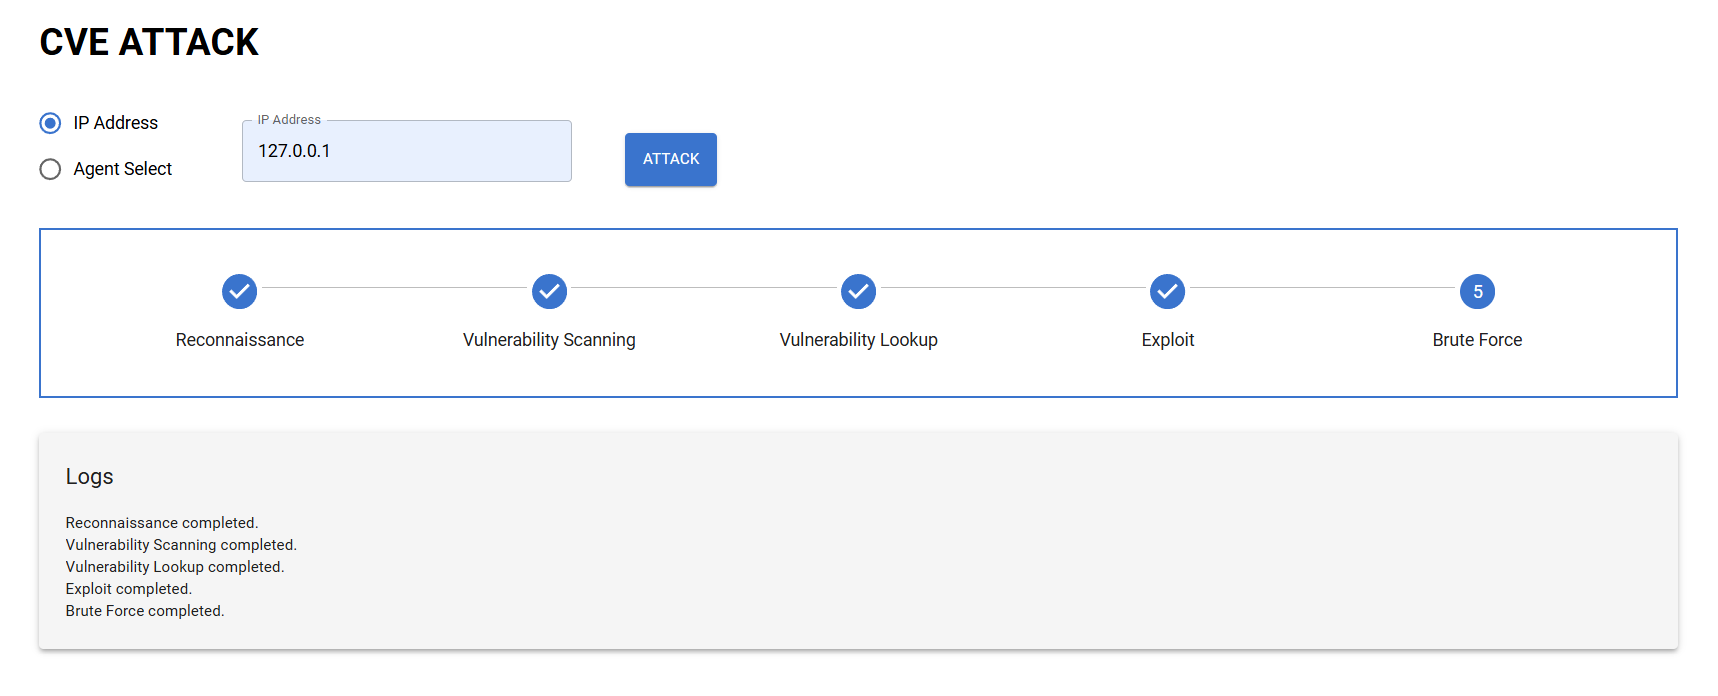 CVE ATTACK
IP Address
Agent Select
IP Address
127.0.0.1
ATTACK
5
Reconnaissance
Vulnerability Scanning
Vulnerability Lookup
Exploit
Brute Force
Logs
Reconnaissance completed.
Vulnerability Scanning completed.
Vulnerability Lookup completed.
Exploit completed.
Brute Force completed.